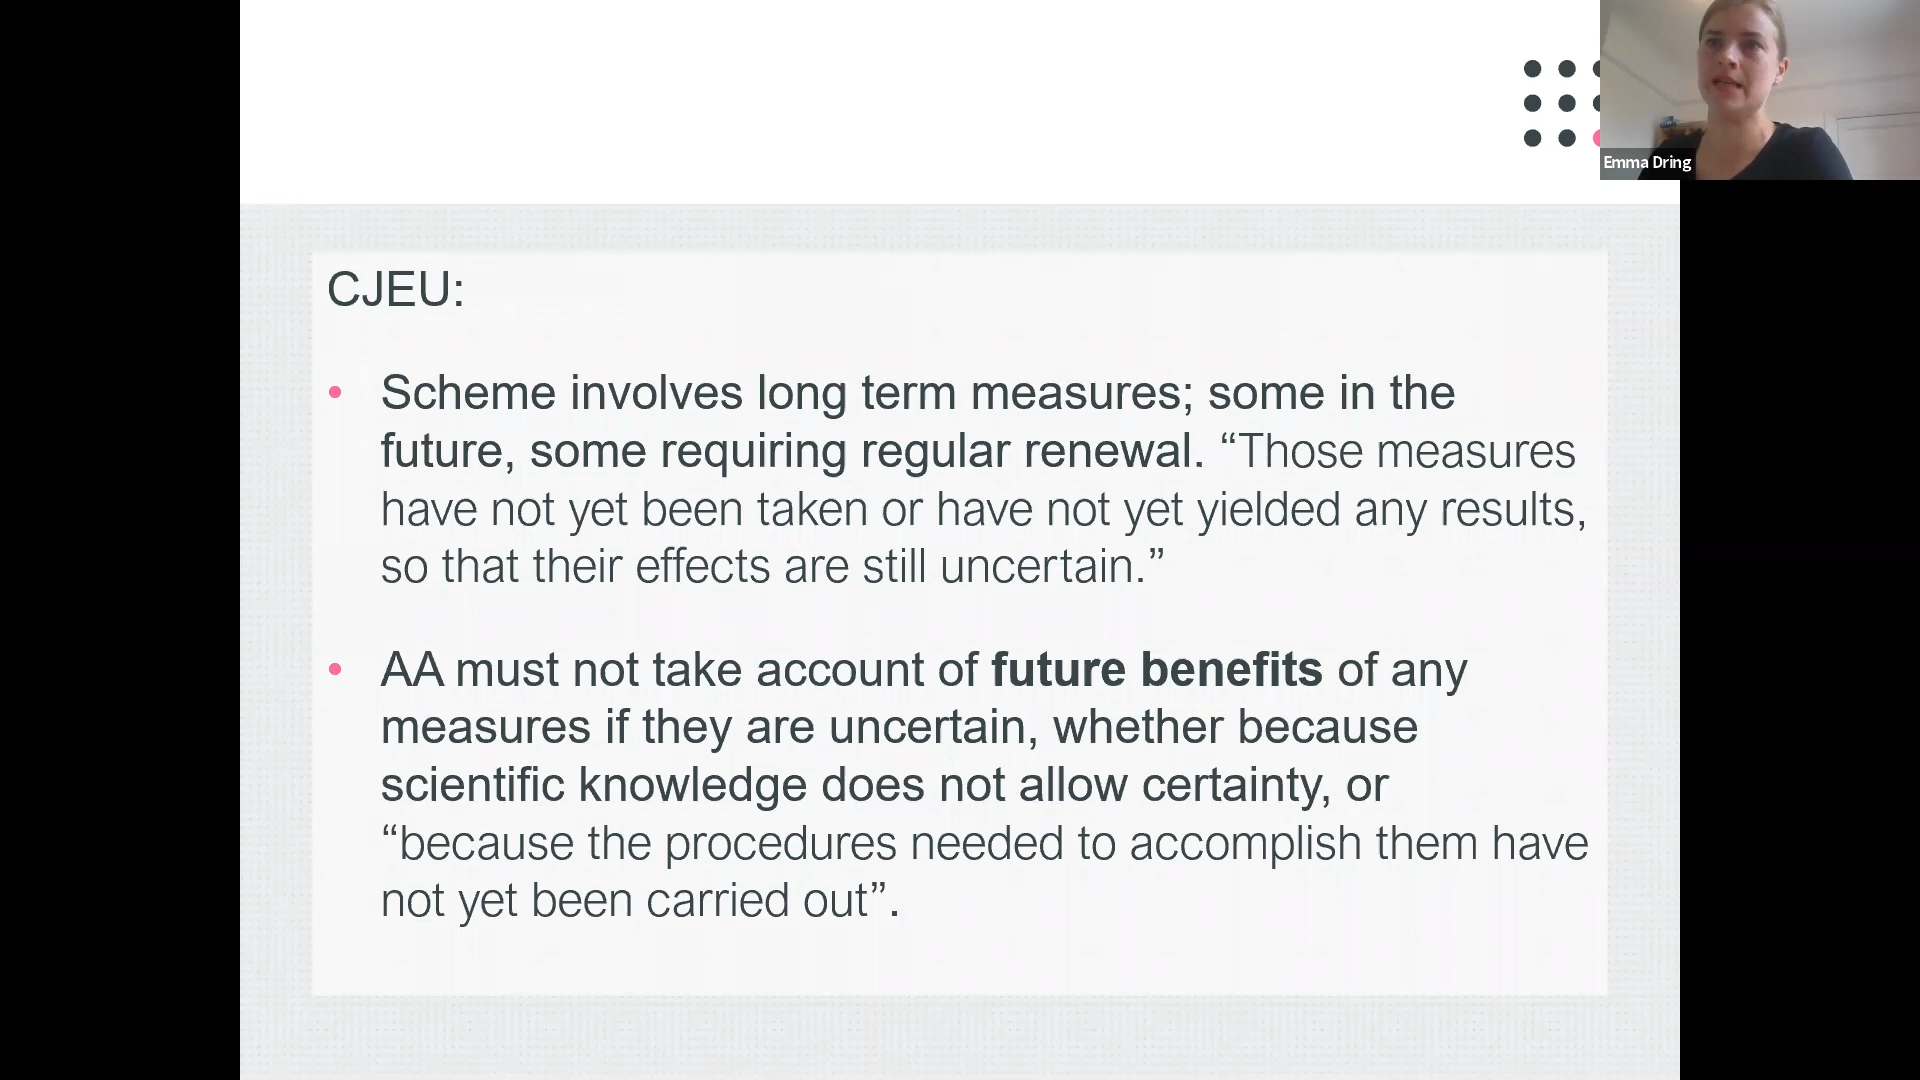 Emma Dring
CJEU:
• Scheme involves long term measures; some in the
future, some requiring regular renewal. “Those measures
have not yet been taken or have not yet yielded any results,
so that their effects are still uncertain.”
• AA must not take account of future benefits of any
measures if they are uncertain, whether because
scientific knowledge does not allow certainty, or
“because the procedures needed to accomplish them have
not yet been carried out”.